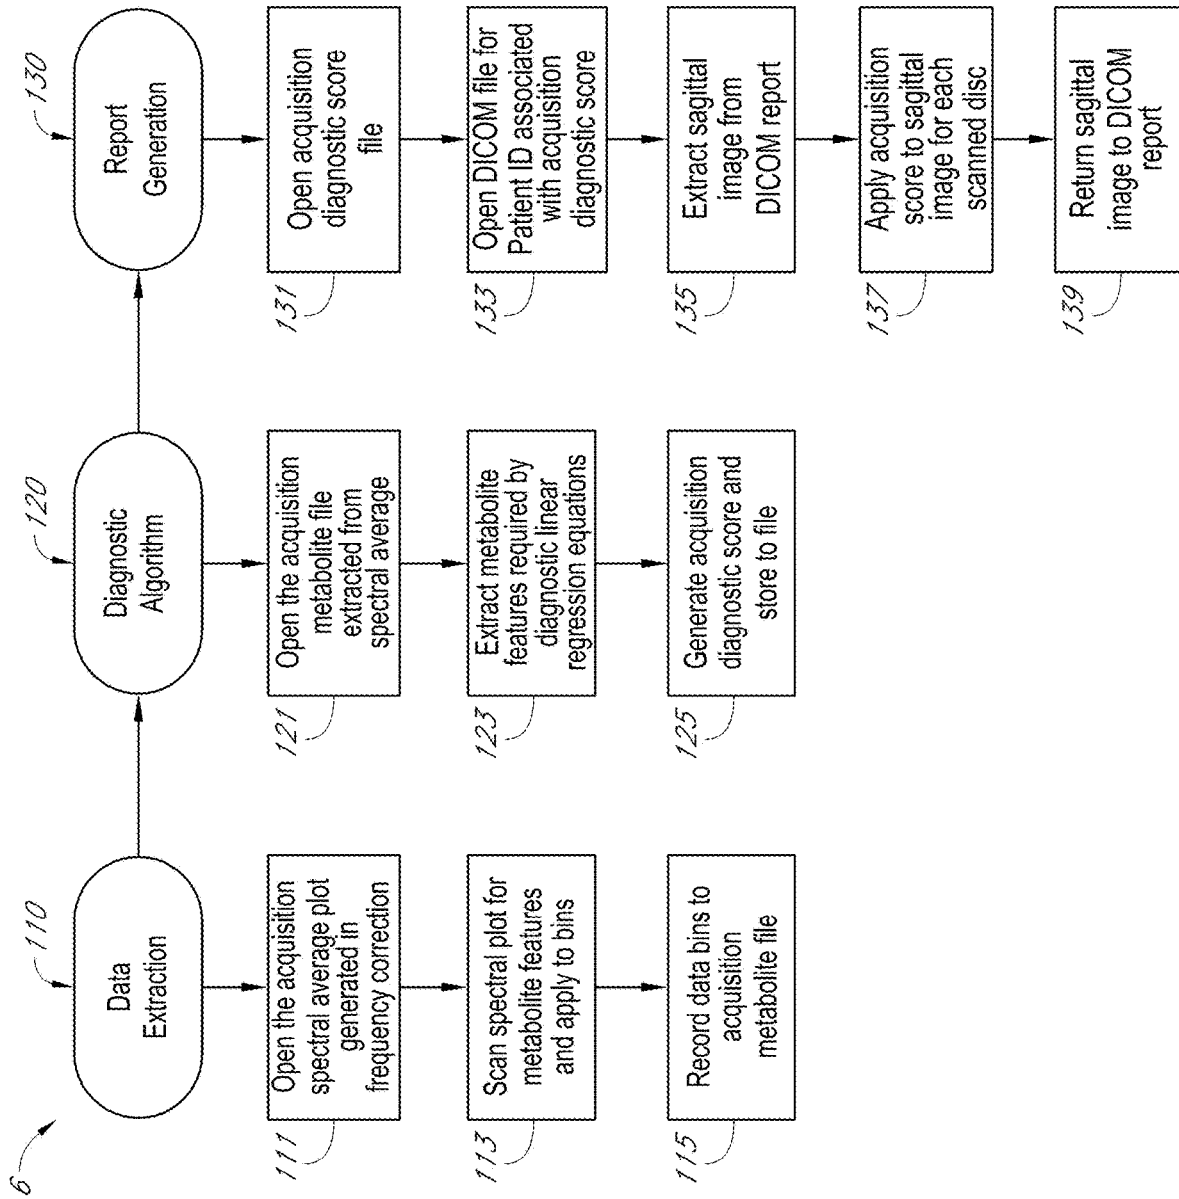 6
110
Data
Extraction
111
Open the acquisition
spectral average plot
generated in
frequency correction
113
Scan spectral plot for
metabolite features
and apply to bins
115
Record data bins to
acquisition
metabolite file
120
Diagnostic
Algorithm
121
Open the acquisition
metabolite file
extracted from
spectral average
123
Extract metabolite
features required by
diagnostic linear
regression equations
125
Generate acquisition
diagnostic score and
store to file
130
Report
Generation
131
Open acquisition
diagnostic score
file
133
Open DICOM file for
Patient ID associated
with acquisition
diagnostic score
135
Extract sagittal
image from
DICOM report
137
Apply acquisition
score to sagittal
image for each
scanned disc
139
Return sagittal
image to DICOM
report